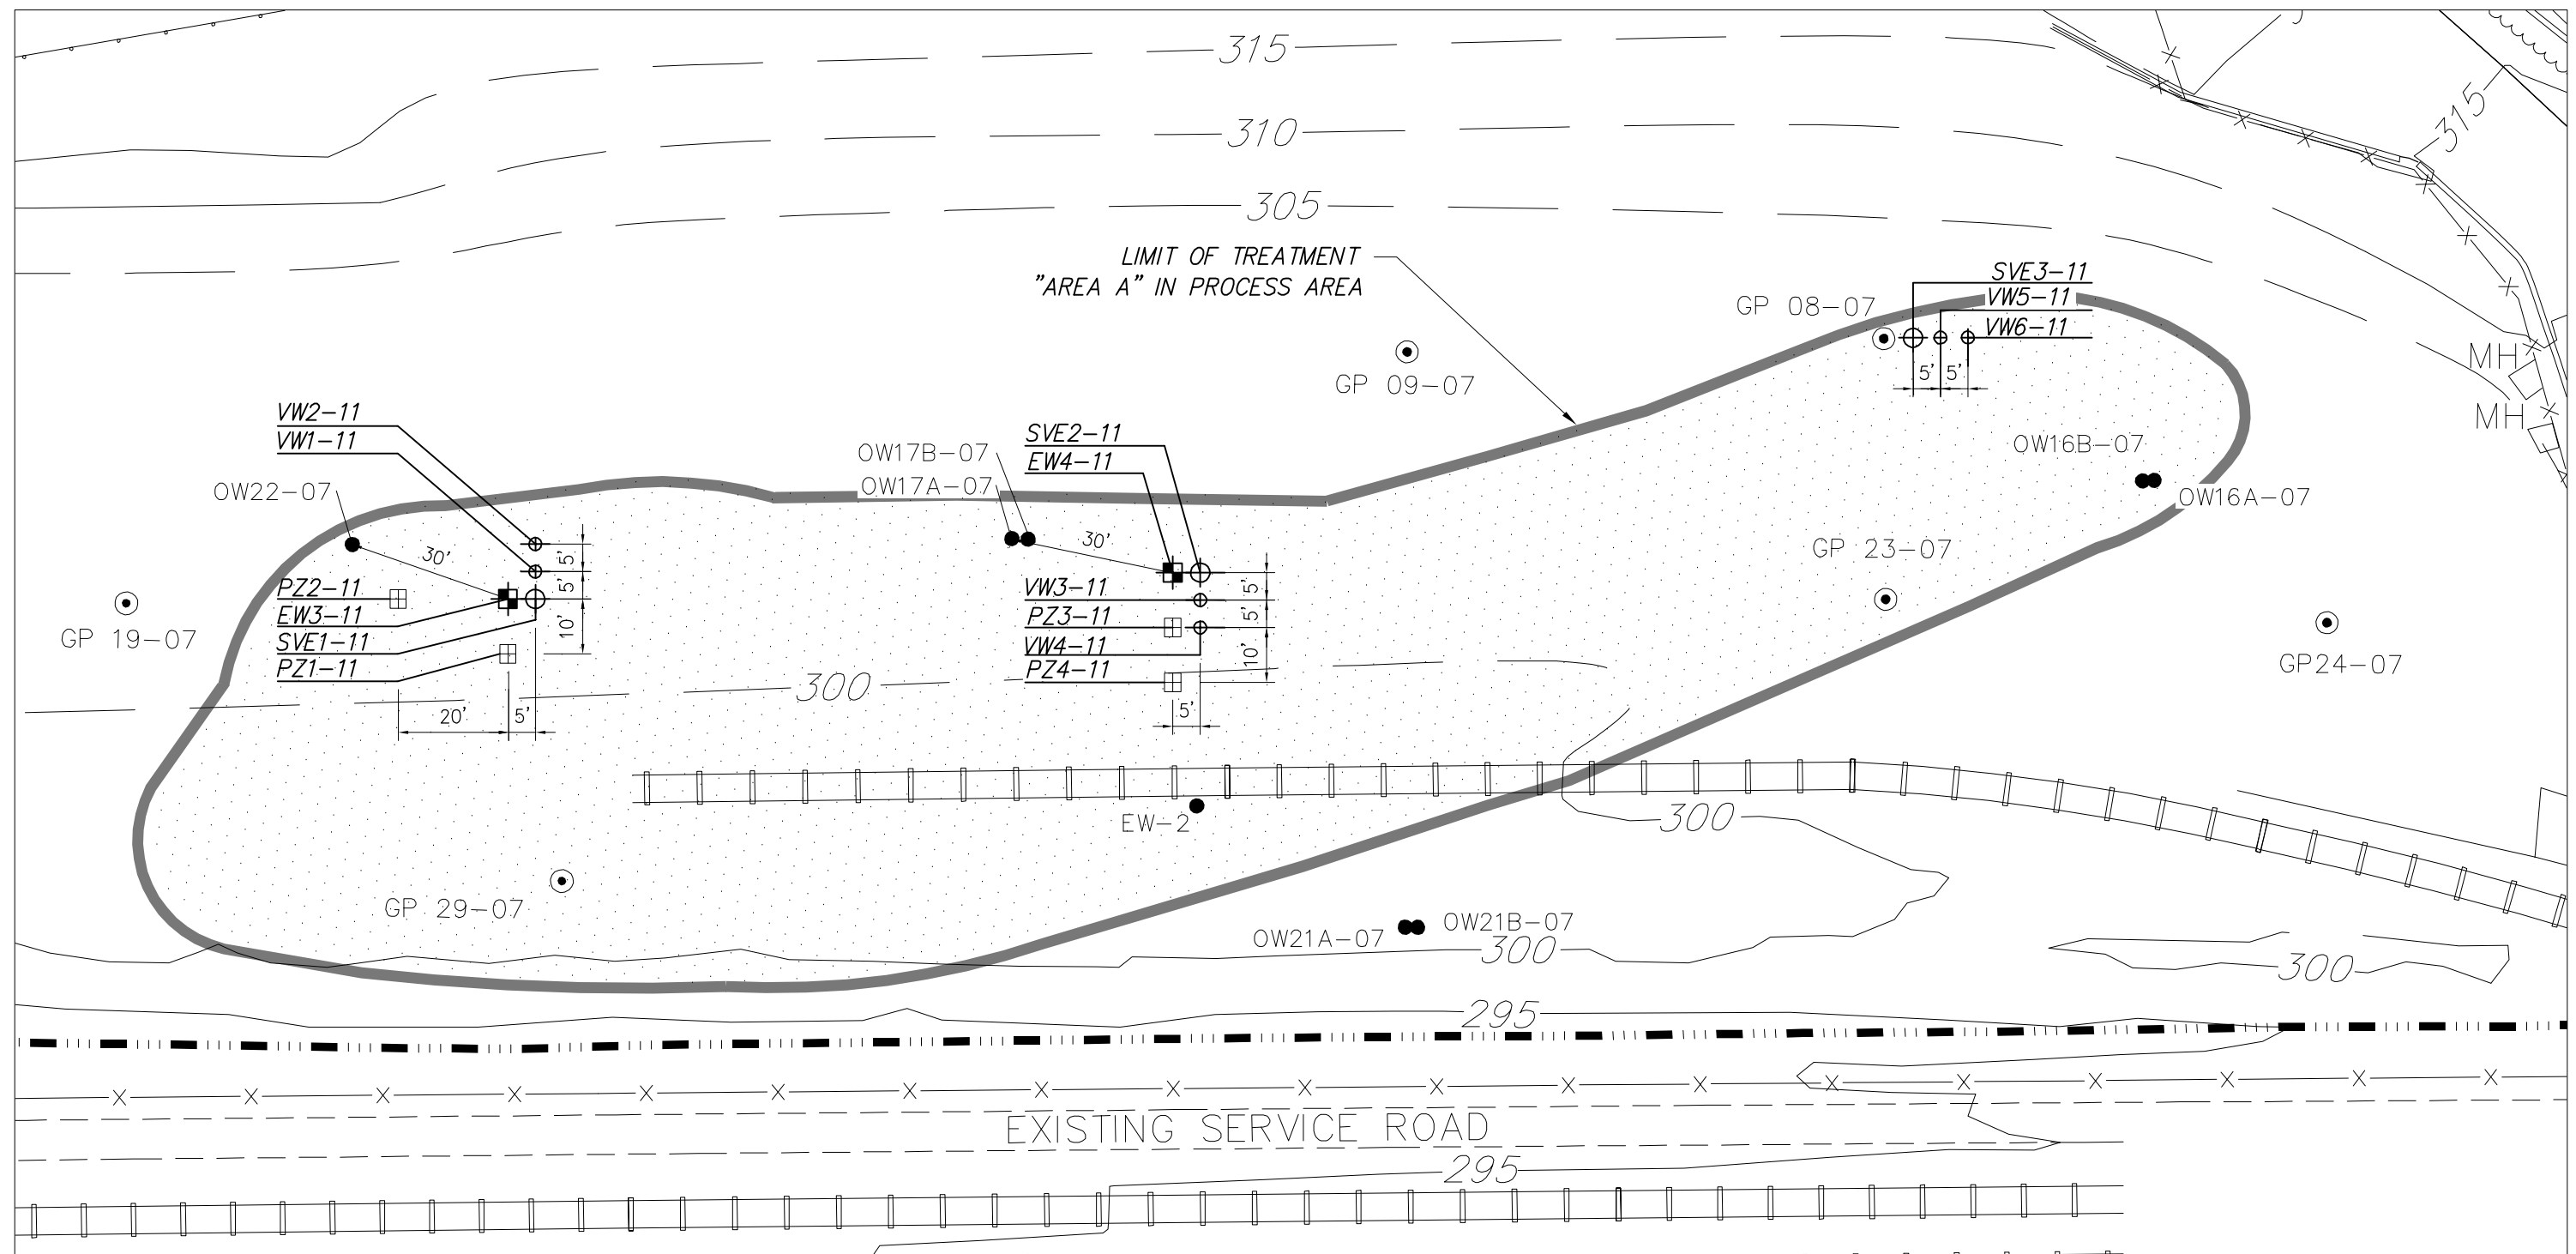 315
310
305
315
LIMIT OF TREATMENT
"AREA A" IN PROCESS AREA
GP 08-07
SVE3-11
VW5-11
VW6-11
5' 5'
MH
MH
GP 09-07
VW2-11
VW1-11
OW22-07
30'
5'
5'
10'
PZ2-11
EW3-11
SVE1-11
PZ1-11
20' 5'
GP 19-07
OW17B-07
OW17A-07
SVE2-11
EW4-11
30'
VW3-11
PZ3-11
VW4-11
PZ4-11
5'
5'
10'
5'
300
OW16B-07
OW16A-07
GP 23-07
GP24-07
EW-2
300
GP 29-07
OW21A-07
OW21B-07
300
300
295
EXISTING SERVICE ROAD
295